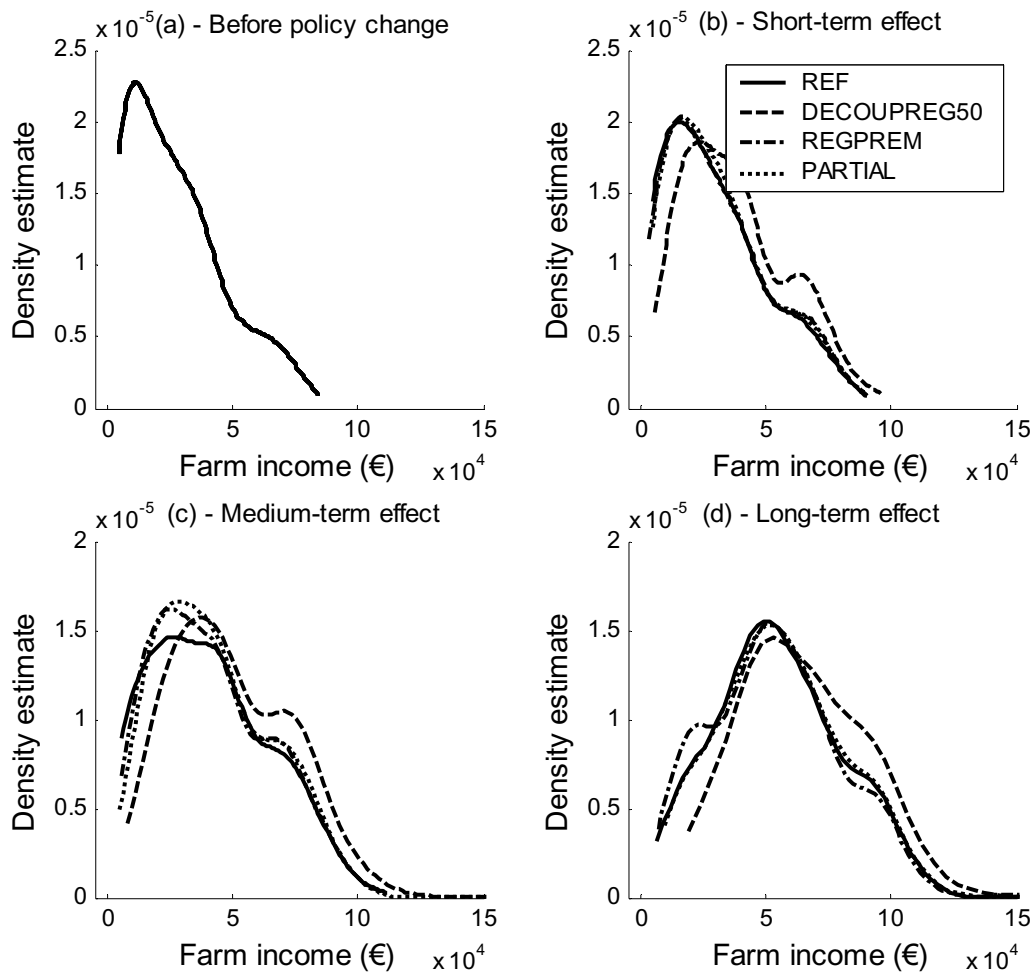 x 10-5 (a) - Before policy change
2.5
2
1.5
1
0.5
0
Density estimate
0 5 10 15
Farm income (€) x 10^4
x 10-5 (b) - Short-term effect
2.5
2
1.5
1
0.5
0
Density estimate
REF
DECOUPREG50
REGPREM
PARTIAL
0 5 10 15
Farm income (€) x 10^4
x 10-5 (c) - Medium-term effect
2
1.5
1
0.5
0
Density estimate
0 5 10 15
Farm income (€) x 10^4
x 10-5 (d) - Long-term effect
2
1.5
1
0.5
0
Density estimate
0 5 10 15
Farm income (€) x 10^4